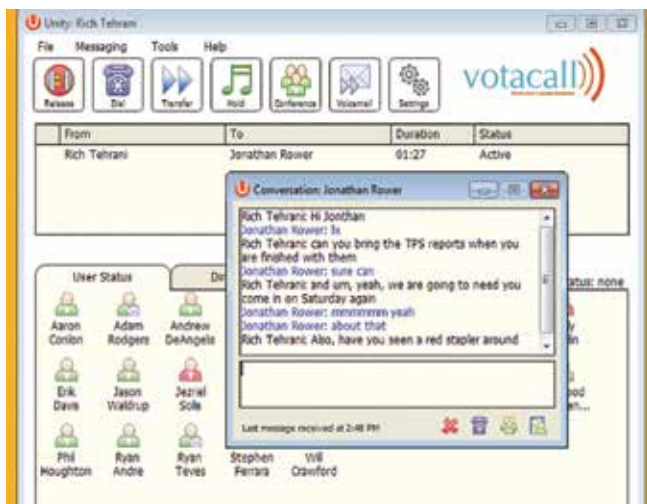 Unity: Rich Tehrani
File Messaging Tools Help
Release Dial Transfer Hold Conference Voicemail Settings
votacall
From To Duration Status
Rich Tehrani Jonathan Rower 01:27 Active
Conversation: Jonathan Rower
Rich Tehrani: Hi Jonthan
Jonathan Rower: hi
Rich Tehrani: can you bring the TPS reports when you
are finished with them
Jonathan Rower: sure can
Rich Tehrani: and um, yeah, we are going to need you
come in on Saturday again
Jonathan Rower: mmmmmm yeah
Jonathan Rower: about that
Rich Tehrani: Also, have you seen a red stapler around
Last message received at 2:48 PM
User Status
Di
atus: none
Aaron Conlon
Adam Rodgers
Andrew DeAngelis
Erik Davis
Jason Waldrup
Jezriel Solis
Phil Houghton
Ryan Andre
Ryan Teves
Stephen Ferrara
Will Crawford